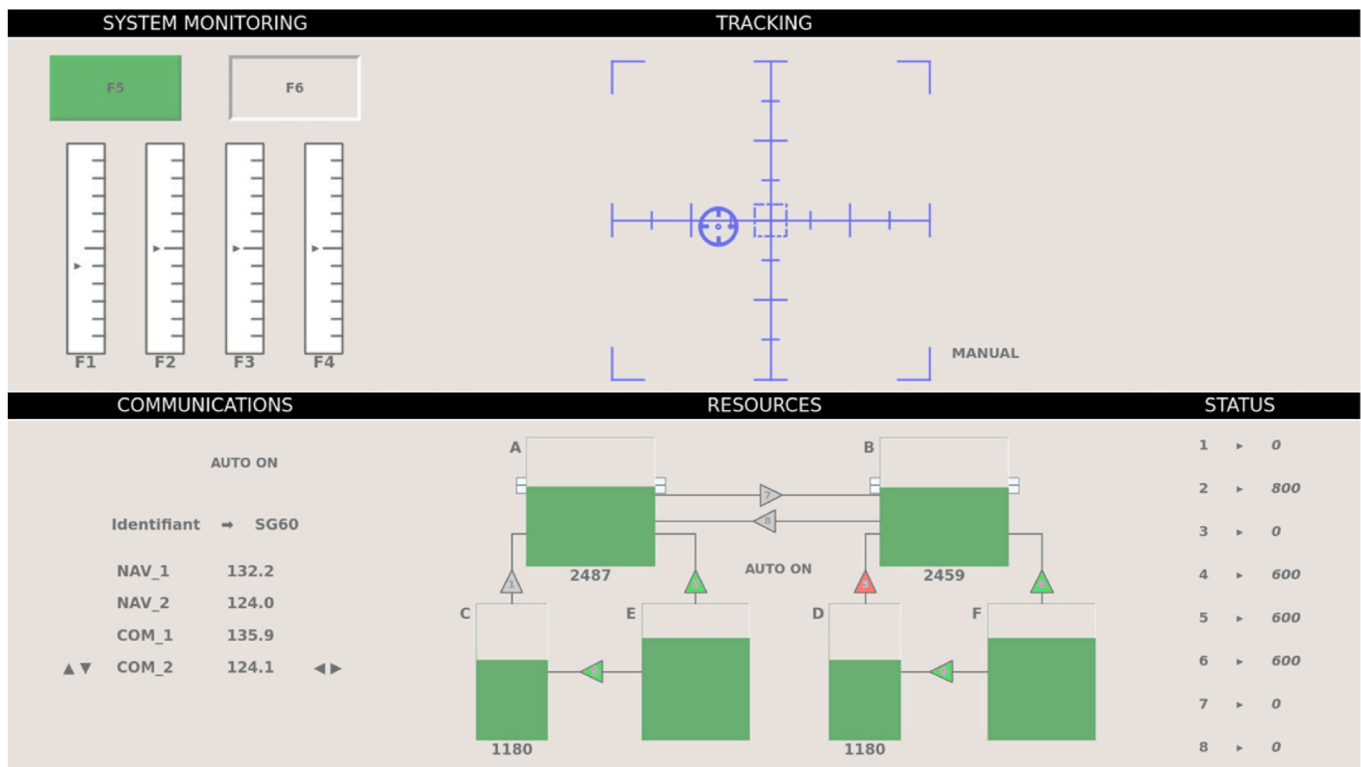 SYSTEM MONITORING
TRACKING
F5
F6
F1 F2 F3 F4
MANUAL
COMMUNICATIONS
RESOURCES
STATUS
AUTO ON
Identifiant ➡ SG60
NAV_1 132.2
NAV_2 124.0
COM_1 135.9
▲▼ COM_2 124.1 ◀▶
A
B
7
8
2487
AUTO ON
2459
1
C
E
D
F
1180
1180
1 ▸ 0
2 ▸ 800
3 ▸ 0
4 ▸ 600
5 ▸ 600
6 ▸ 600
7 ▸ 0
8 ▸ 0